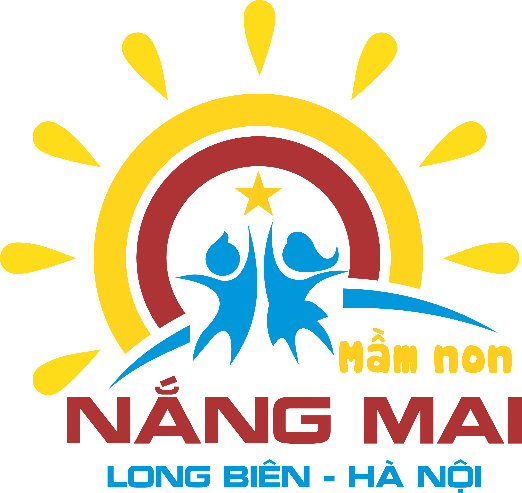 Mầm non
NẮNG MAI
LONG BIÊN - HÀ NỘI